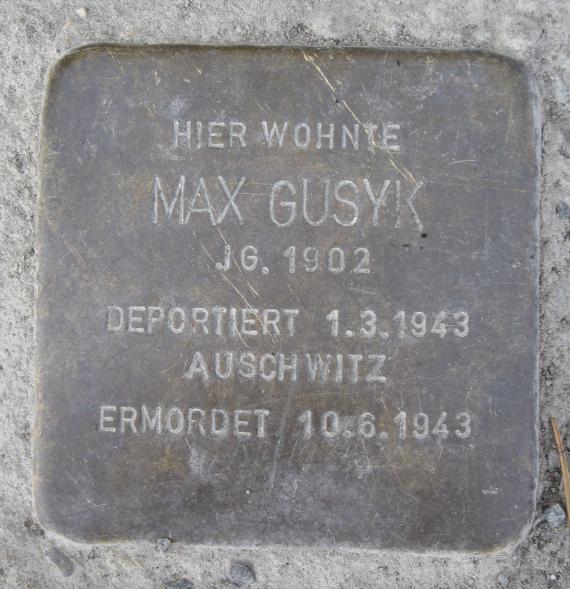 HIER WOHNTE
MAX GUSYK
JG. 1902
DEPORTIERT 1.3.1943
AUSCHWITZ
ERMORDET 10.6.1943